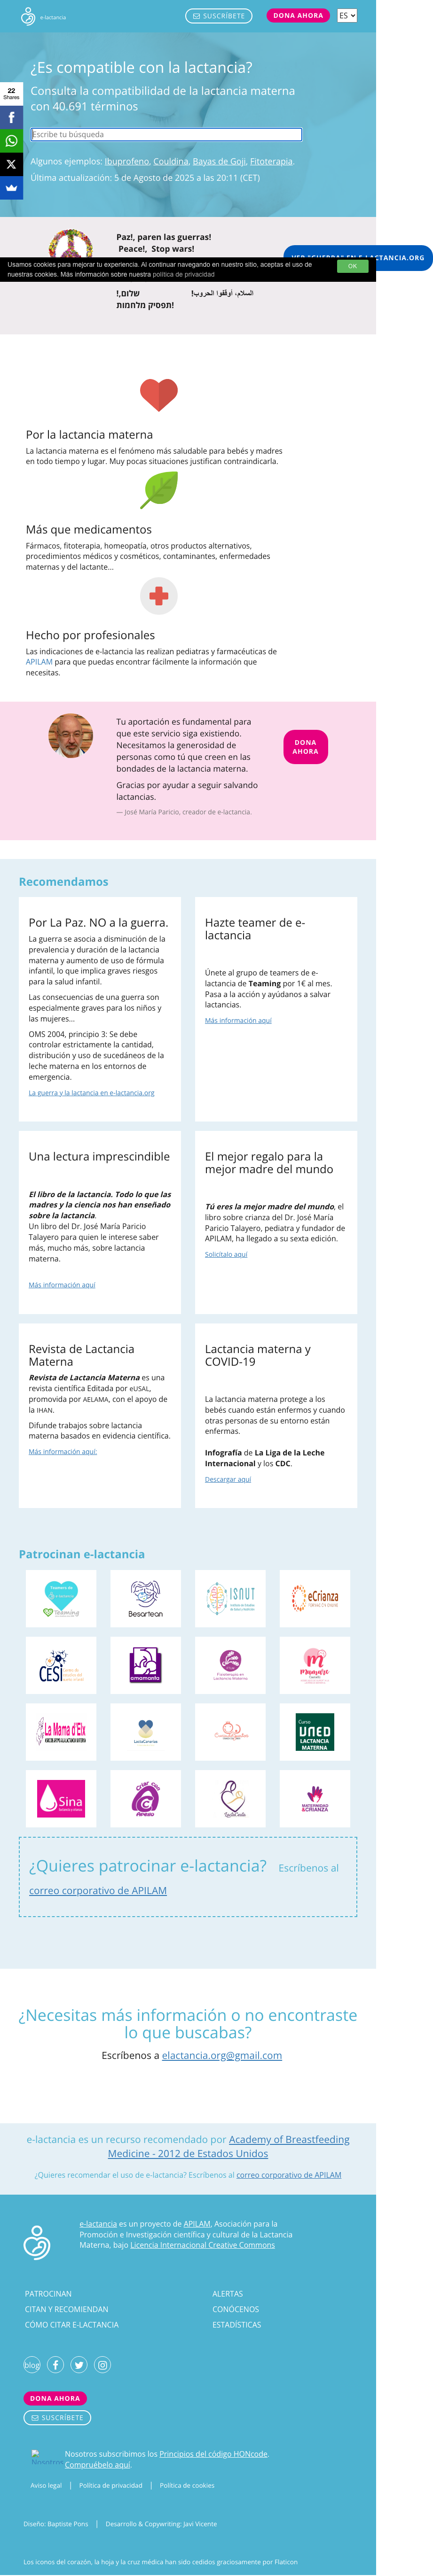 e-lactancia
SUSCRÍBETE
DONA AHORA
ES
¿Es compatible con la lactancia?
Consulta la compatibilidad de la lactancia materna
con 40.691 términos
22
Shares
Escribe tu búsqueda
Algunos ejemplos: Ibuprofeno, Couldina, Bayas de Goji, Fitoterapia.
Última actualización: 5 de Agosto de 2025 a las 20:11 (CET)
Paz!, paren las guerras!
Peace!, Stop wars!
LACTANCIA.ORG
Usamos cookies para mejorar tu experiencia. Al continuar navegando en nuestro sitio, aceptas el uso de
nuestras cookies. Más información sobre nuestra política de privacidad
OK
שלום,!
תפסיק מלחמות!
السلام، أوقفوا الحروب!
Por la lactancia materna
La lactancia materna es el fenómeno más saludable para bebés y madres
en todo tiempo y lugar. Muy pocas situaciones justifican contraindicarla.
Más que medicamentos
Fármacos, fitoterapia, homeopatía, otros productos alternativos,
procedimientos médicos y cosméticos, contaminantes, enfermedades
maternas y del lactante...
Hecho por profesionales
Las indicaciones de e-lactancia las realizan pediatras y farmacéuticos de
APILAM para que puedas encontrar fácilmente la información que
necesitas.
Tu aportación es fundamental para
que este servicio siga existiendo.
Necesitamos la generosidad de
personas como tú que creen en las
bondades de la lactancia materna.
Gracias por ayudar a seguir salvando
lactancias.
— José María Paricio, creador de e-lactancia.
DONA
AHORA
Recomendamos
Por La Paz. NO a la guerra.
La guerra se asocia a disminución de la
prevalencia y duración de la lactancia
materna y aumento de uso de fórmula
infantil, lo que implica graves riesgos
para la salud infantil.
Las consecuencias de una guerra son
especialmente graves para los niños y
las mujeres...
OMS 2004, principio 3: Se debe
controlar estrictamente la cantidad,
distribución y uso de sucedáneos de la
leche materna en los entornos de
emergencia.
La guerra y la lactancia en e-lactancia.org
Hazte teamer de e-
lactancia
Únete al grupo de teamers de e-
lactancia de Teaming por 1€ al mes.
Pasa a la acción y ayúdanos a salvar
lactancias.
Más información aquí
Una lectura imprescindible
El libro de la lactancia. Todo lo que las
madres y la ciencia nos han enseñado
sobre la lactancia.
Un libro del Dr. José María Paricio
Talayero para quien le interese saber
más, mucho más, sobre lactancia
materna.
Más información aquí
El mejor regalo para la
mejor madre del mundo
Tú eres la mejor madre del mundo, el
libro sobre crianza del Dr. José María
Paricio Talayero, pediatra y fundador de
APILAM, ha llegado a su sexta edición.
Solicítalo aquí
Revista de Lactancia
Materna
Revista de Lactancia Materna es una
revista científica Editada por eUSAL,
promovida por AELAMA, con el apoyo de
la IHAN.
Difunde trabajos sobre lactancia
materna basados en evidencia científica.
Más información aquí:
Lactancia materna y
COVID-19
La lactancia materna protege a los
bebés cuando están enfermos y cuando
otras personas de su entorno están
enfermas.
Infografía de La Liga de la Leche
Internacional y los CDC.
Descargar aquí
Patrocinan e-lactancia
Teaming
Besartean
ISNUT
eCrianza
CESI
amamanta
La Mama d'Eix
Curso
UNED
LACTANCIA
MATERNA
Sina
MATERNIDAD
&CRIANZA
¿Quieres patrocinar e-lactancia? Escríbenos al
correo corporativo de APILAM
¿Necesitas más información o no encontraste
lo que buscabas?
Escríbenos a elactancia.org@gmail.com
e-lactancia es un recurso recomendado por Academy of Breastfeeding
Medicine - 2012 de Estados Unidos
¿Quieres recomendar el uso de e-lactancia? Escríbenos al correo corporativo de APILAM
e-lactancia es un proyecto de APILAM, Asociación para la
Promoción e Investigación científica y cultural de la Lactancia
Materna, bajo Licencia Internacional Creative Commons
PATROCINAN
ALERTAS
CITAN Y RECOMIENDAN
CONÓCENOS
CÓMO CITAR E-LACTANCIA
ESTADÍSTICAS
blog
DONA AHORA
SUSCRÍBETE
Nosotros subscribimos los Principios del código HONcode.
Compruébelo aquí.
Aviso legal
Política de privacidad
Política de cookies
Diseño: Baptiste Pons
Desarrollo & Copywriting: Javi Vicente
Los iconos del corazón, la hoja y la cruz médica han sido cedidos graciosamente por Flaticon